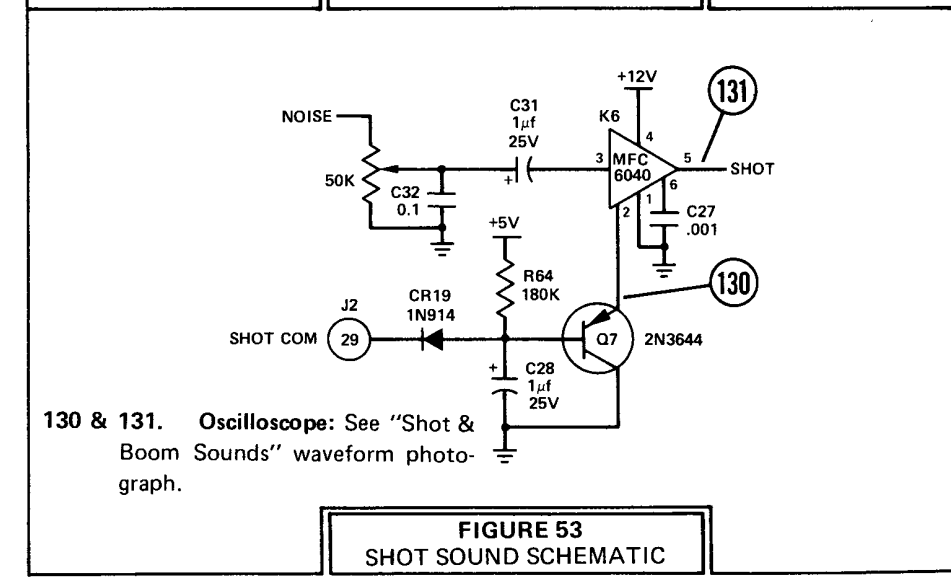 +12V
131
C31
1µf
25V
K6
NOISE
4
3
MFC
6040
5
SHOT
50K
C32
0.1
+
6
1
2
C27
.001
+5V
R64
180K
130
J2
CR19
1N914
SHOT COM
29
Q7
2N3644
+
C28
1µf
25V
130 & 131. Oscilloscope: See "Shot &
Boom Sounds" waveform photo-
graph.
FIGURE 53
SHOT SOUND SCHEMATIC